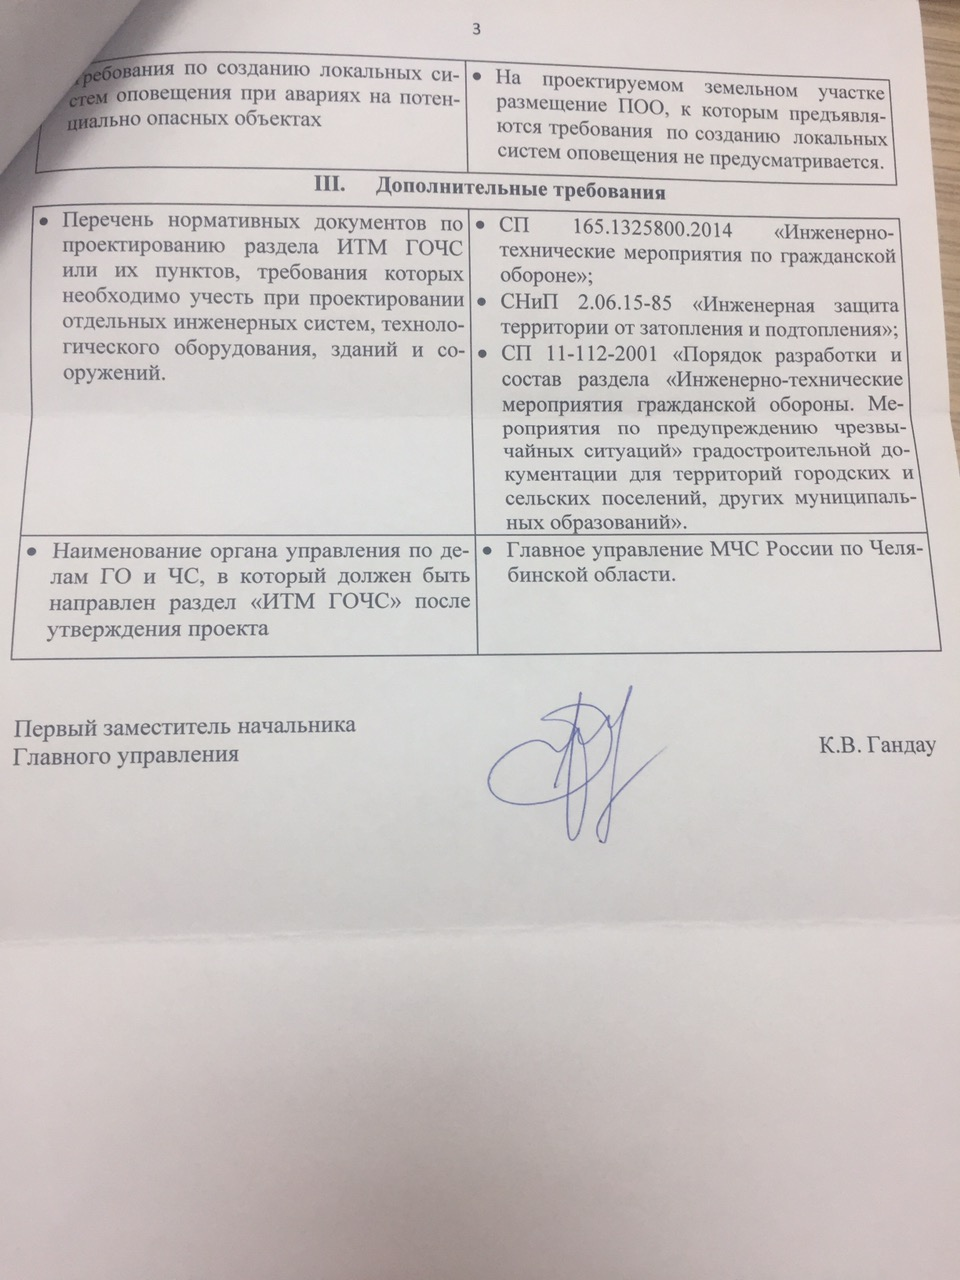 3
Требования по созданию локальных си-
стем оповещения при авариях на потен-
циально опасных объектах
• На проектируемом земельном участке
размещение ПОО, к которым предъявля-
ются требования по созданию локальных
систем оповещения не предусматривается.
III. Дополнительные требования
• Перечень нормативных документов по
проектированию раздела ИТМ ГОЧС
или их пунктов, требования которых
необходимо учесть при проектировании
отдельных инженерных систем, техноло-
гического оборудования, зданий и со-
оружений.
• СП 165.1325800.2014 «Инженерно-
технические мероприятия по гражданской
обороне»;
• СНиП 2.06.15-85 «Инженерная защита
территории от затопления и подтопления»;
• СП 11-112-2001 «Порядок разработки и
состав раздела «Инженерно-технические
мероприятия гражданской обороны. Ме-
роприятия по предупреждению чрезвы-
чайных ситуаций» градостроительной до-
кументации для территорий городских и
сельских поселений, других муниципаль-
ных образований».
• Наименование органа управления по де-
лам ГО и ЧС, в который должен быть
направлен раздел «ИТМ ГОЧС» после
утверждения проекта
• Главное управление МЧС России по Челя-
бинской области.
Первый заместитель начальника
Главного управления
К.В. Гандау